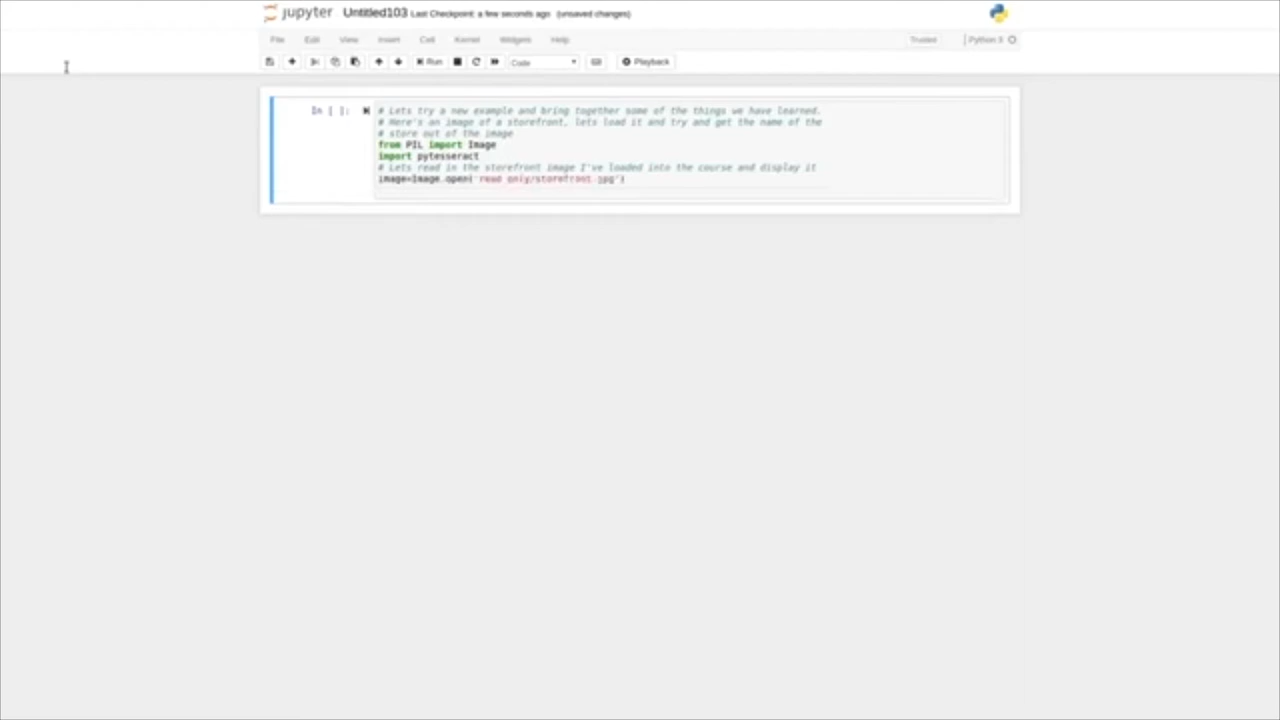 jupyter Untitled103 Last Checkpoint: a few seconds ago (unsaved changes)
File Edit View Insert Cell Kernel Widgets Help Trusted Python 3
Run Code Playback
In [ ]: # Lets try a new example and bring together some of the things we have learned.
# Here's an image of a storefront, lets load it and try and get the name of the
# store out of the image
from PIL import Image
import pytesseract
# Lets read in the storefront image I've loaded into the course and display it
image=Image.open('read_only/storefront.jpg')